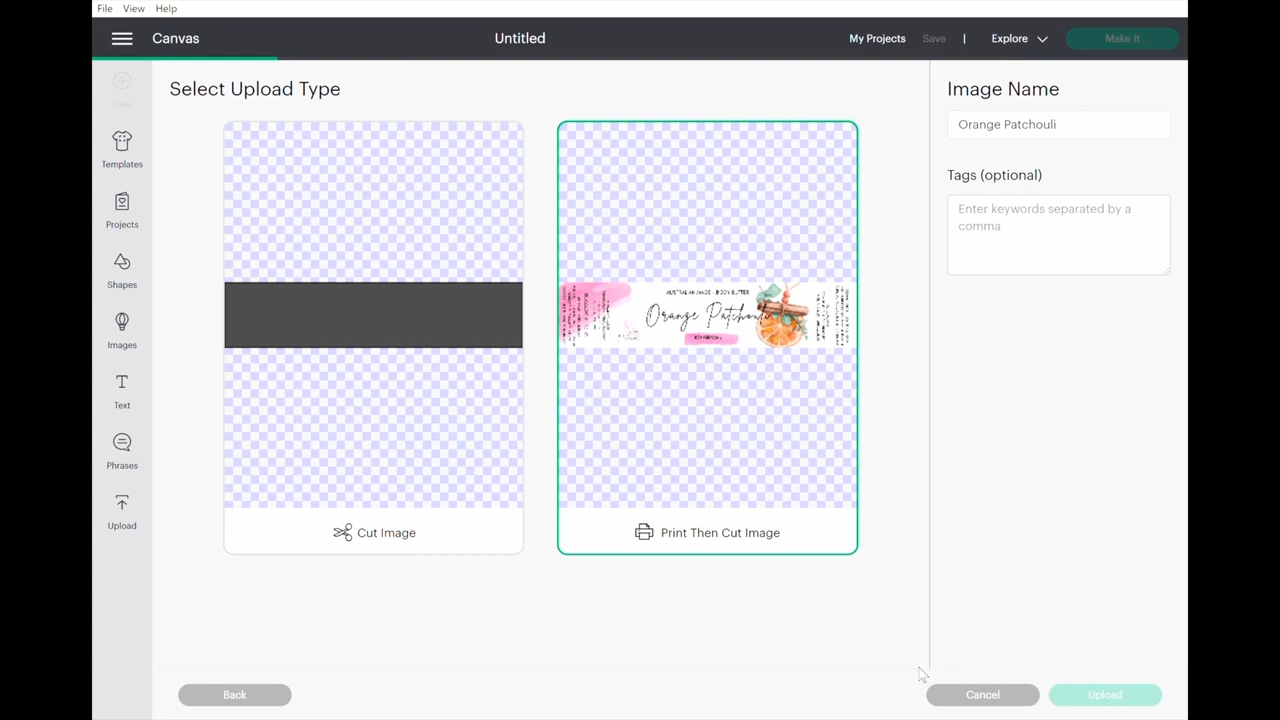 File View Help
Canvas
Untitled
My Projects Save | Explore Make It
New
Templates
Projects
Shapes
Images
Text
Phrases
Upload
Select Upload Type
AUSTRALIAN MADE - BODY BUTTER
Orange Patchouli
Cut Image
Print Then Cut Image
Image Name
Orange Patchouli
Tags (optional)
Enter keywords separated by a
comma
Back
Cancel
Upload